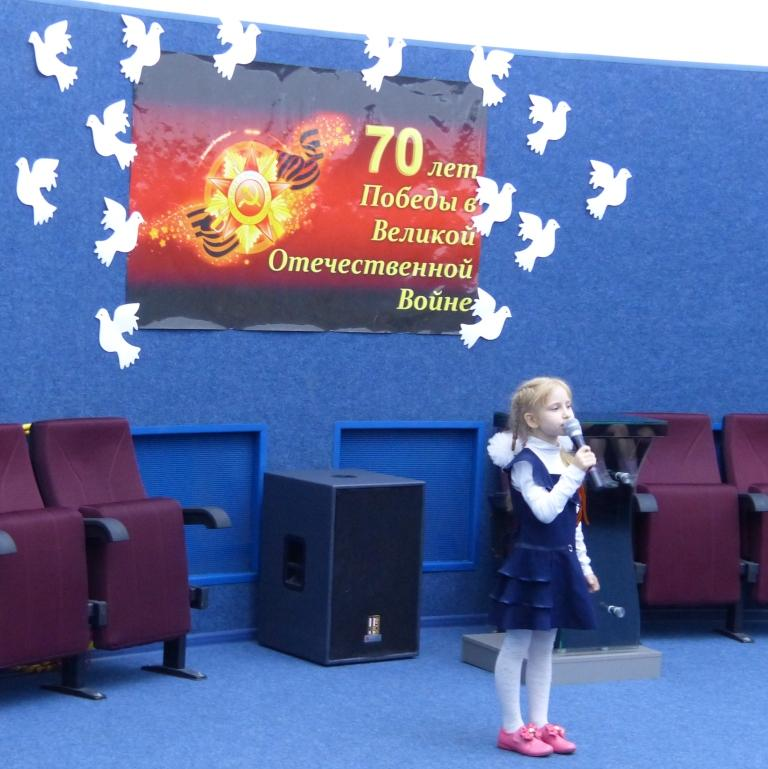 70 лет
Победы в
Великой
Отечественной
Войне